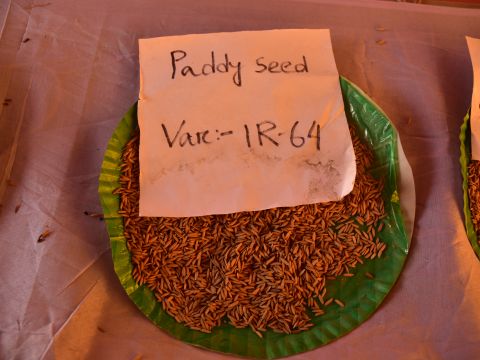 Paddy seed
Var:- IR-64